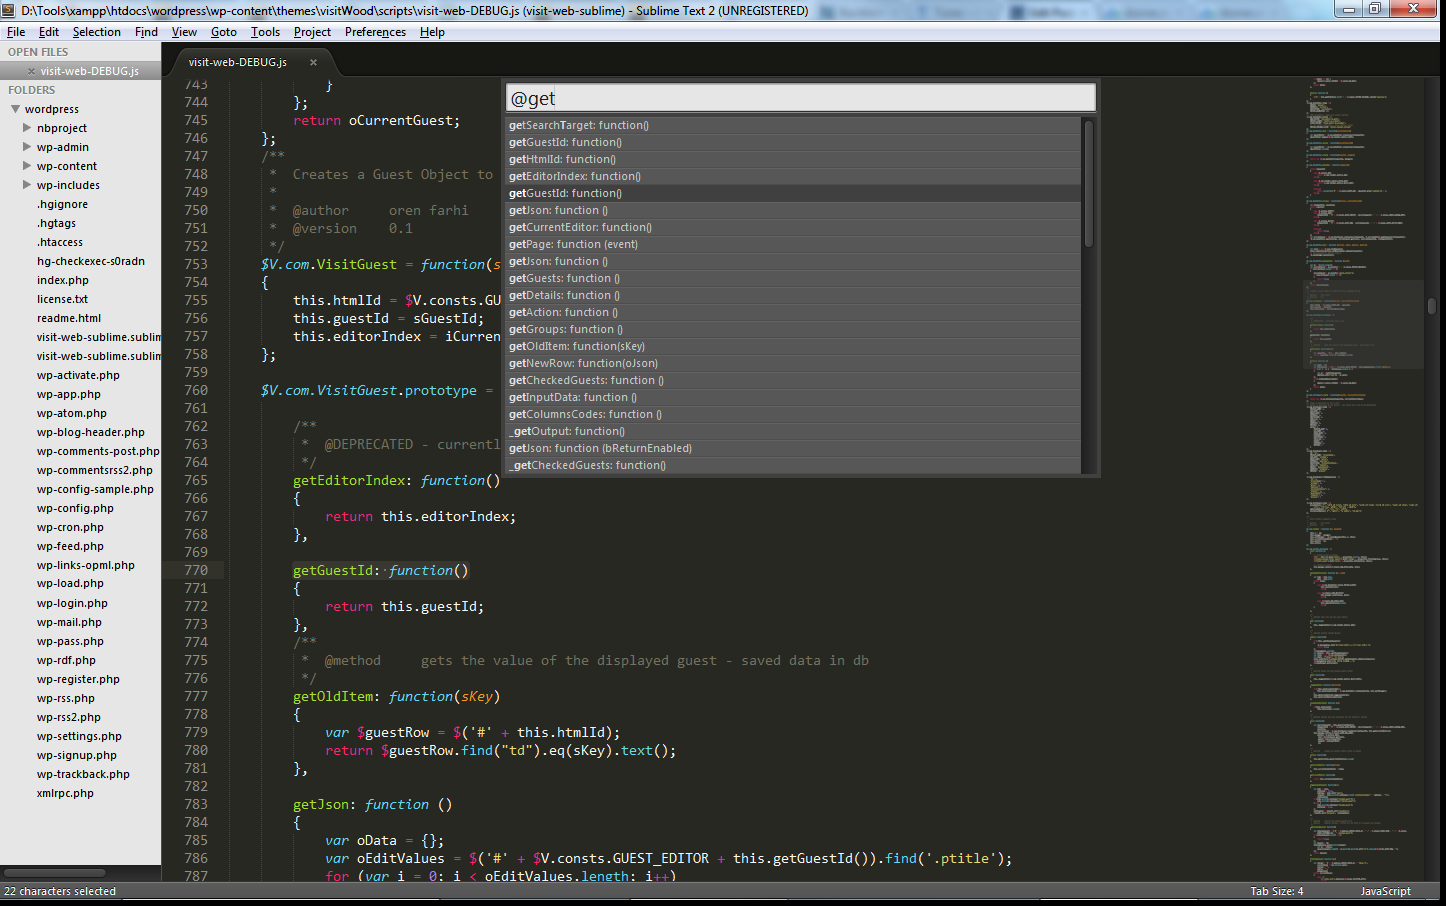 D:\Tools\xampp\htdocs\wordpress\wp-content\themes\visitWood\scripts\visit-web-DEBUG.js (visit-web-sublime) - Sublime Text 2 (UNREGISTERED)
File Edit Selection Find View Goto Tools Project Preferences Help
OPEN FILES
visit-web-DEBUG.js
FOLDERS
wordpress
nbproject
wp-admin
wp-content
wp-includes
.hgignore
.hgtags
.htaccess
hg-checkexec-s0radn
index.php
license.txt
readme.html
visit-web-sublime.sublim
visit-web-sublime.sublim
wp-activate.php
wp-app.php
wp-atom.php
wp-blog-header.php
wp-comments-post.php
wp-commentsrss2.php
wp-config-sample.php
wp-config.php
wp-cron.php
wp-feed.php
wp-links-opml.php
wp-load.php
wp-login.php
wp-mail.php
wp-pass.php
wp-rdf.php
wp-register.php
wp-rss.php
wp-rss2.php
wp-settings.php
wp-signup.php
wp-trackback.php
xmlrpc.php
visit-web-DEBUG.js
743 }
744 };
745 return oCurrentGuest;
746 };
747 /**
748 * Creates a Guest Object to
749 *
750 * @author oren farhi
751 * @version 0.1
752 */
753 $V.com.VisitGuest = function(s
754 {
755 this.htmlId = $V.consts.GU
756 this.guestId = sGuestId;
757 this.editorIndex = iCurren
758 };
759
760 $V.com.VisitGuest.prototype =
761
762 /**
763 * @DEPRECATED - currentl
764 */
765 getEditorIndex: function()
766 {
767 return this.editorIndex;
768 },
769
770 getGuestId: function()
771 {
772 return this.guestId;
773 },
774 /**
775 * @method gets the value of the displayed guest - saved data in db
776 */
777 getOldItem: function(sKey)
778 {
779 var $guestRow = $('#' + this.htmlId);
780 return $guestRow.find("td").eq(sKey).text();
781 },
782
783 getJson: function ()
784 {
785 var oData = {};
786 var oEditValues = $('#' + $V.consts.GUEST_EDITOR + this.getGuestId()).find('.ptitle');
787 for (var i = 0; i < oEditValues.length; i++)
@get
getSearchTarget: function()
getGuestId: function()
getHtmlId: function()
getEditorIndex: function()
getGuestId: function()
getJson: function ()
getCurrentEditor: function()
getPage: function (event)
getJson: function ()
getGuests: function ()
getDetails: function ()
getAction: function ()
getGroups: function ()
getOldItem: function(sKey)
getNewRow: function(oJson)
getCheckedGuests: function ()
getInputData: function ()
getColumnsCodes: function ()
_getOutput: function()
getJson: function (bReturnEnabled)
_getCheckedGuests: function()
22 characters selected
Tab Size: 4
JavaScript